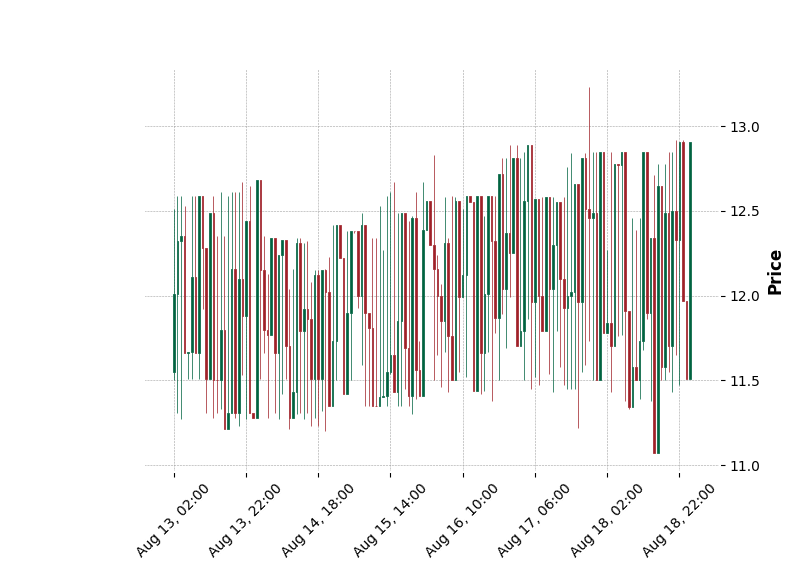 13.0
12.5
12.0
11.5
11.0
Price
Aug 13, 02:00
Aug 13, 22:00
Aug 14, 18:00
Aug 15, 14:00
Aug 16, 10:00
Aug 17, 06:00
Aug 18, 02:00
Aug 18, 22:00